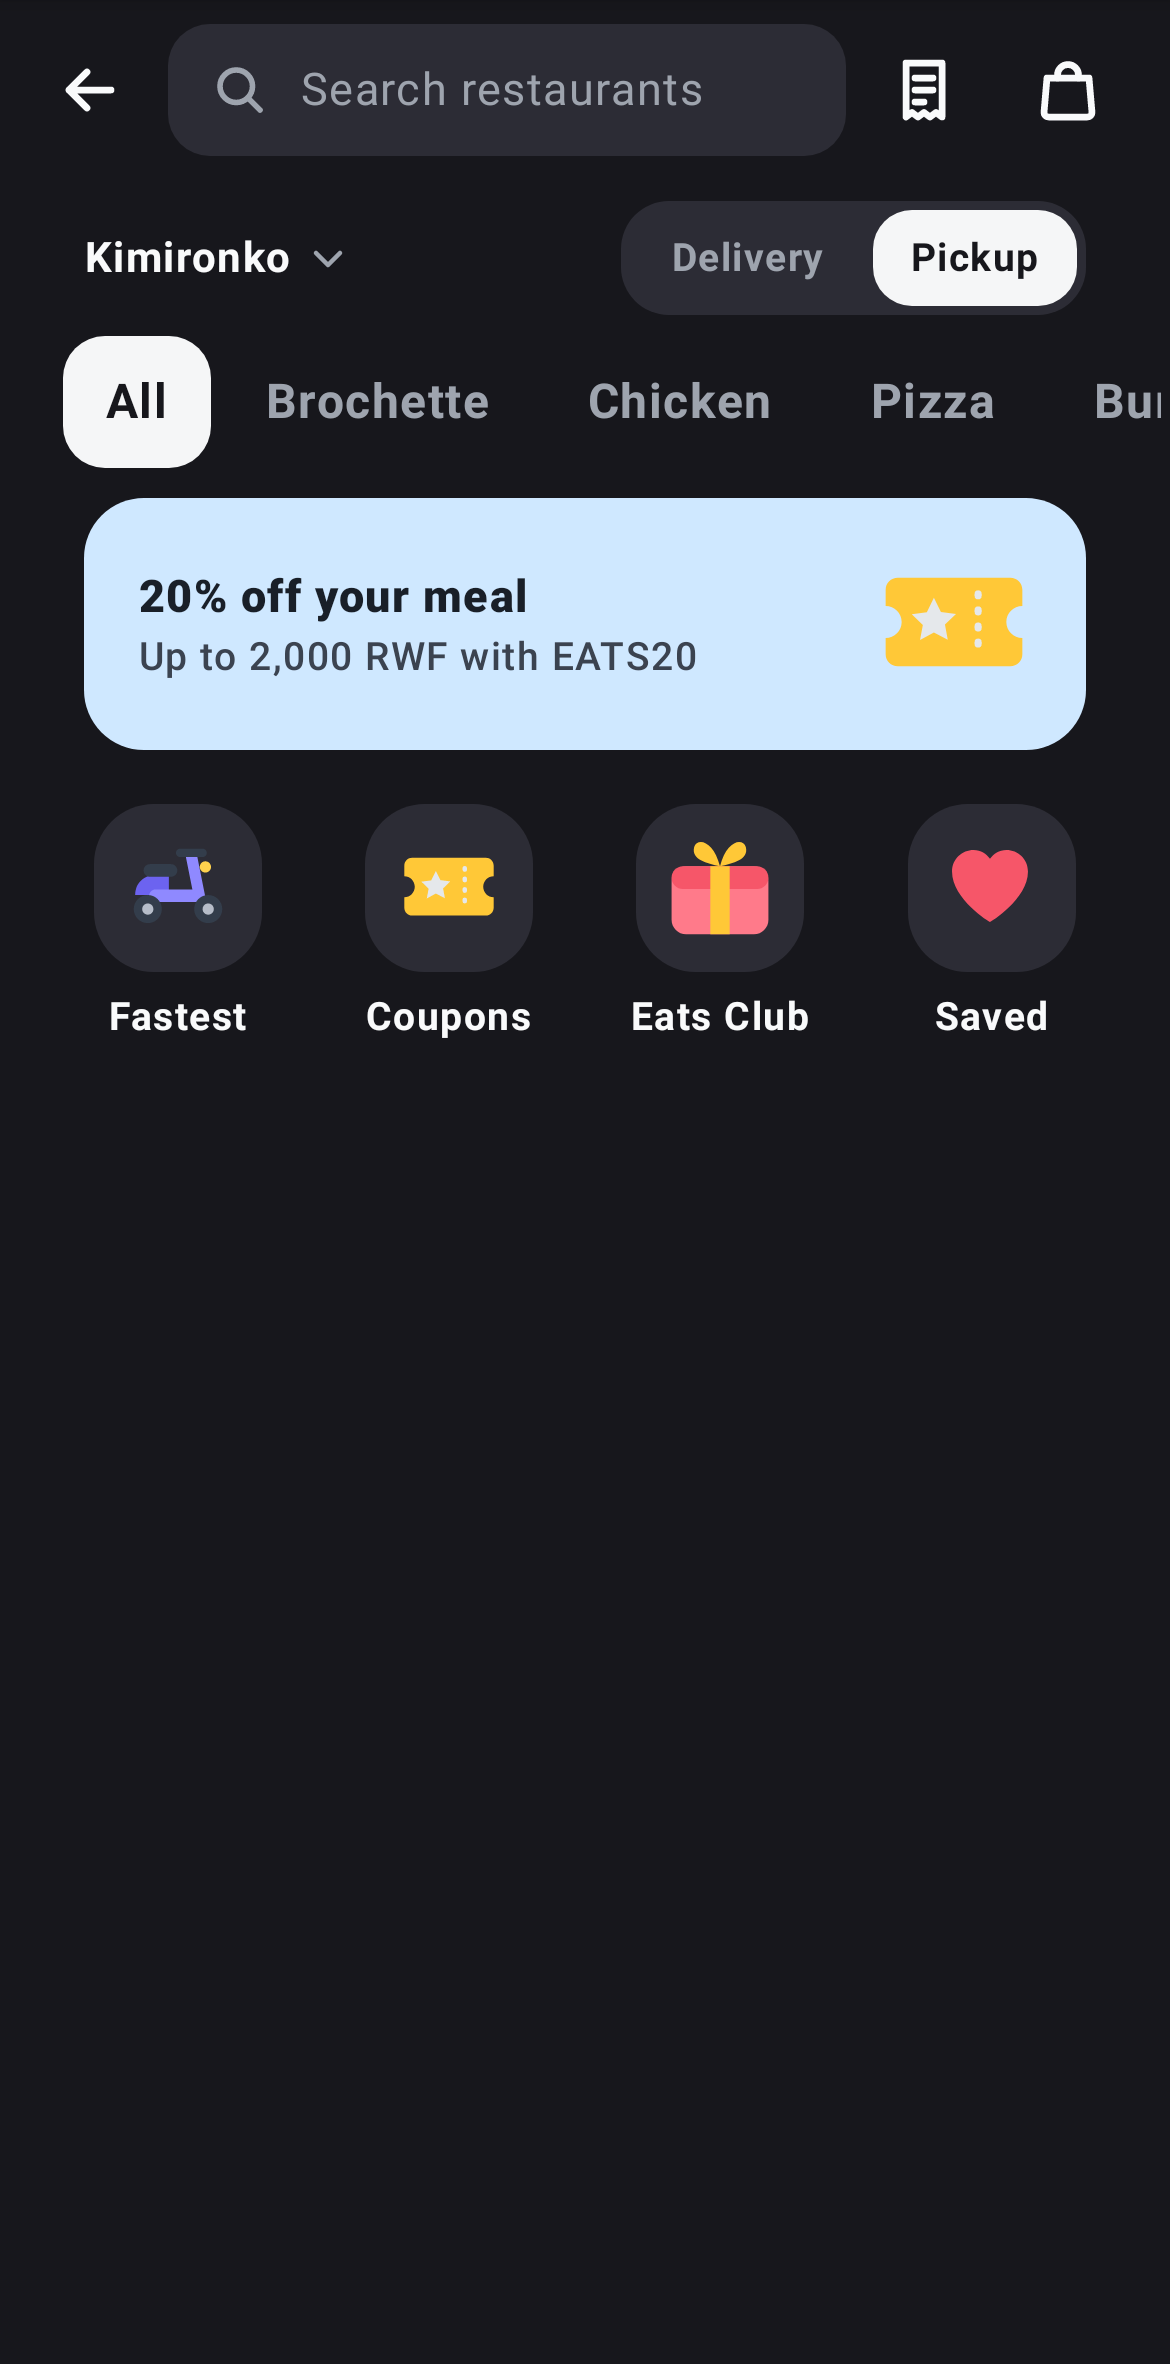 Search restaurants
Kimironko
Delivery
Pickup
All
Brochette
Chicken
Pizza
20% off your meal
Up to 2,000 RWF with EATS20
Fastest
Coupons
Eats Club
Saved